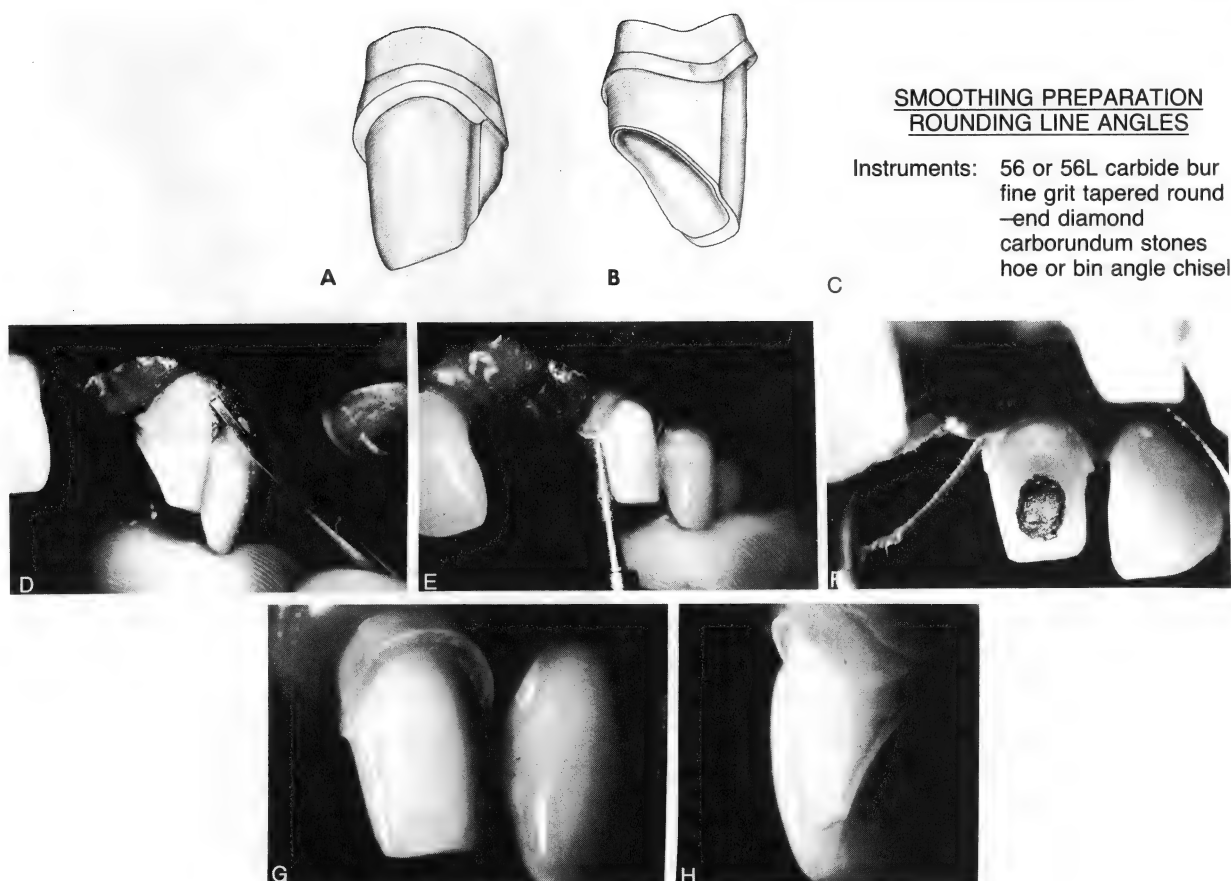 A
B
SMOOTHING PREPARATION
ROUNDING LINE ANGLES
Instruments: 56 or 56L carbide bur
fine grit tapered round
–end diamond
carborundum stones
hoe or bin angle chisel
C
D
E
F
G
H